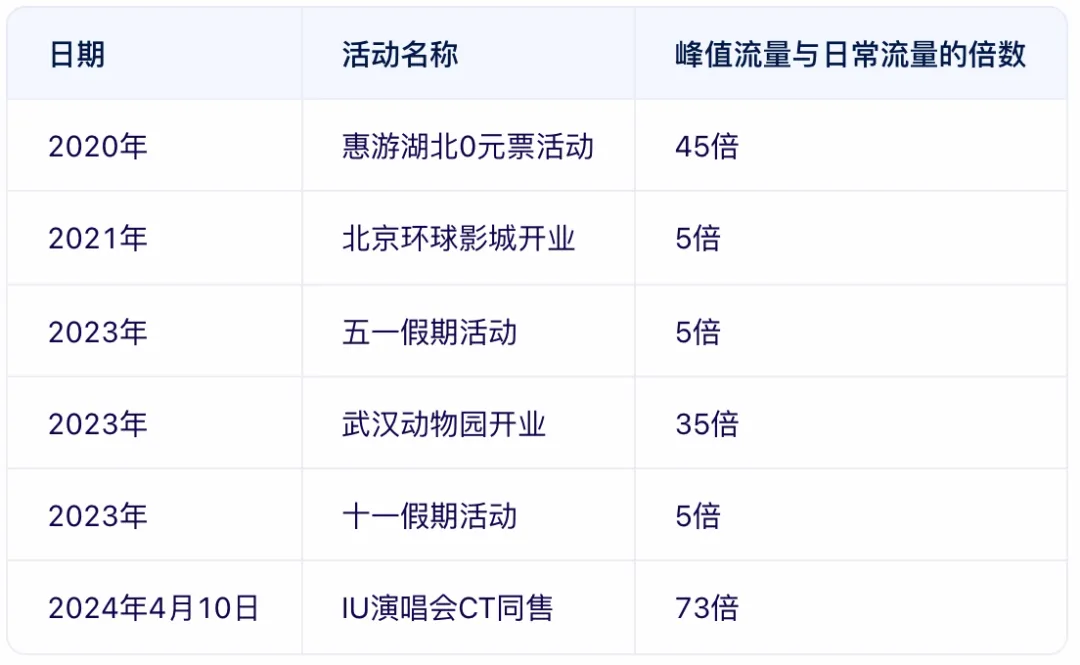 日期 活动名称 峰值流量与日常流量的倍数
2020年 惠游湖北0元票活动 45倍
2021年 北京环球影城开业 5倍
2023年 五一假期活动 5倍
2023年 武汉动物园开业 35倍
2023年 十一假期活动 5倍
2024年4月10日 IU演唱会CT同售 73倍